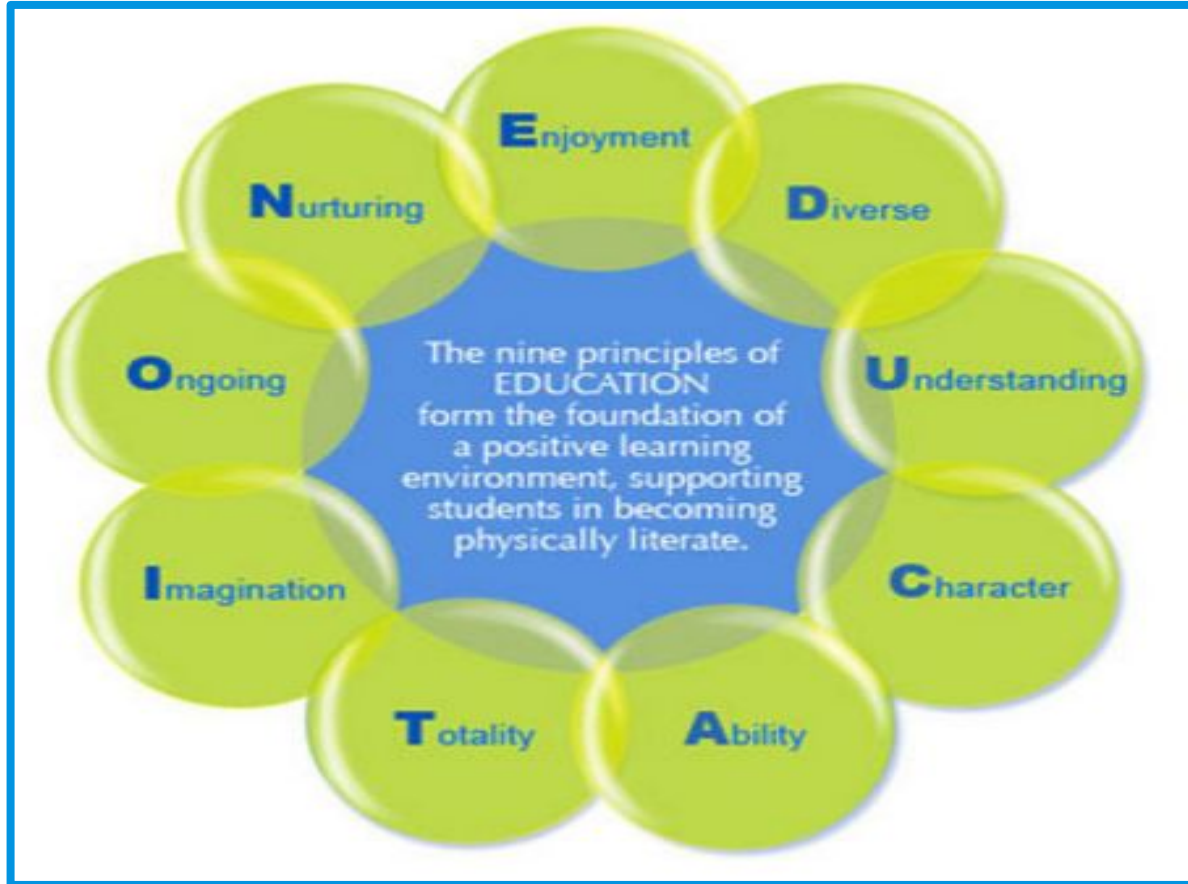 Enjoyment
Diverse
Understanding
Character
Ability
Totality
Imagination
Ongoing
Nurturing
The nine principles of
EDUCATION
form the foundation of
a positive learning
environment, supporting
students in becoming
physically literate.